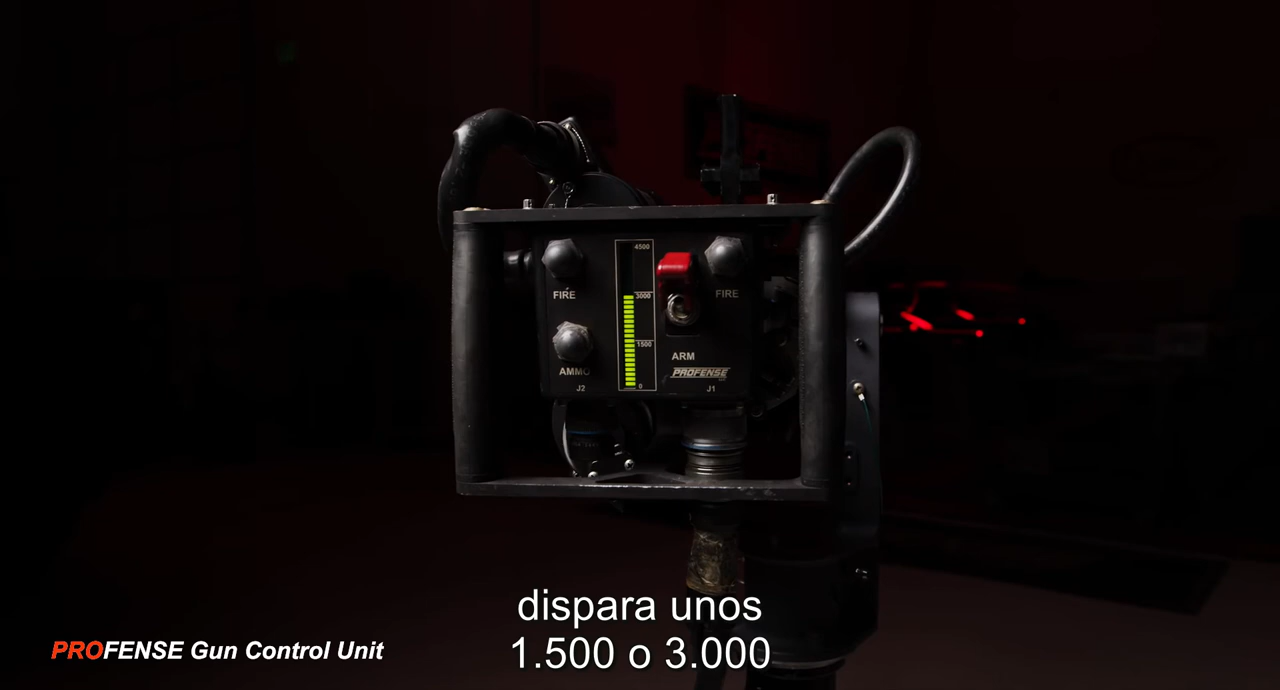 4500
FIRE
3000
FIRE
1500
ARM
AMMO
PROFENSE
J2
0
J1
dispara unos
1.500 o 3.000
PROFENSE Gun Control Unit